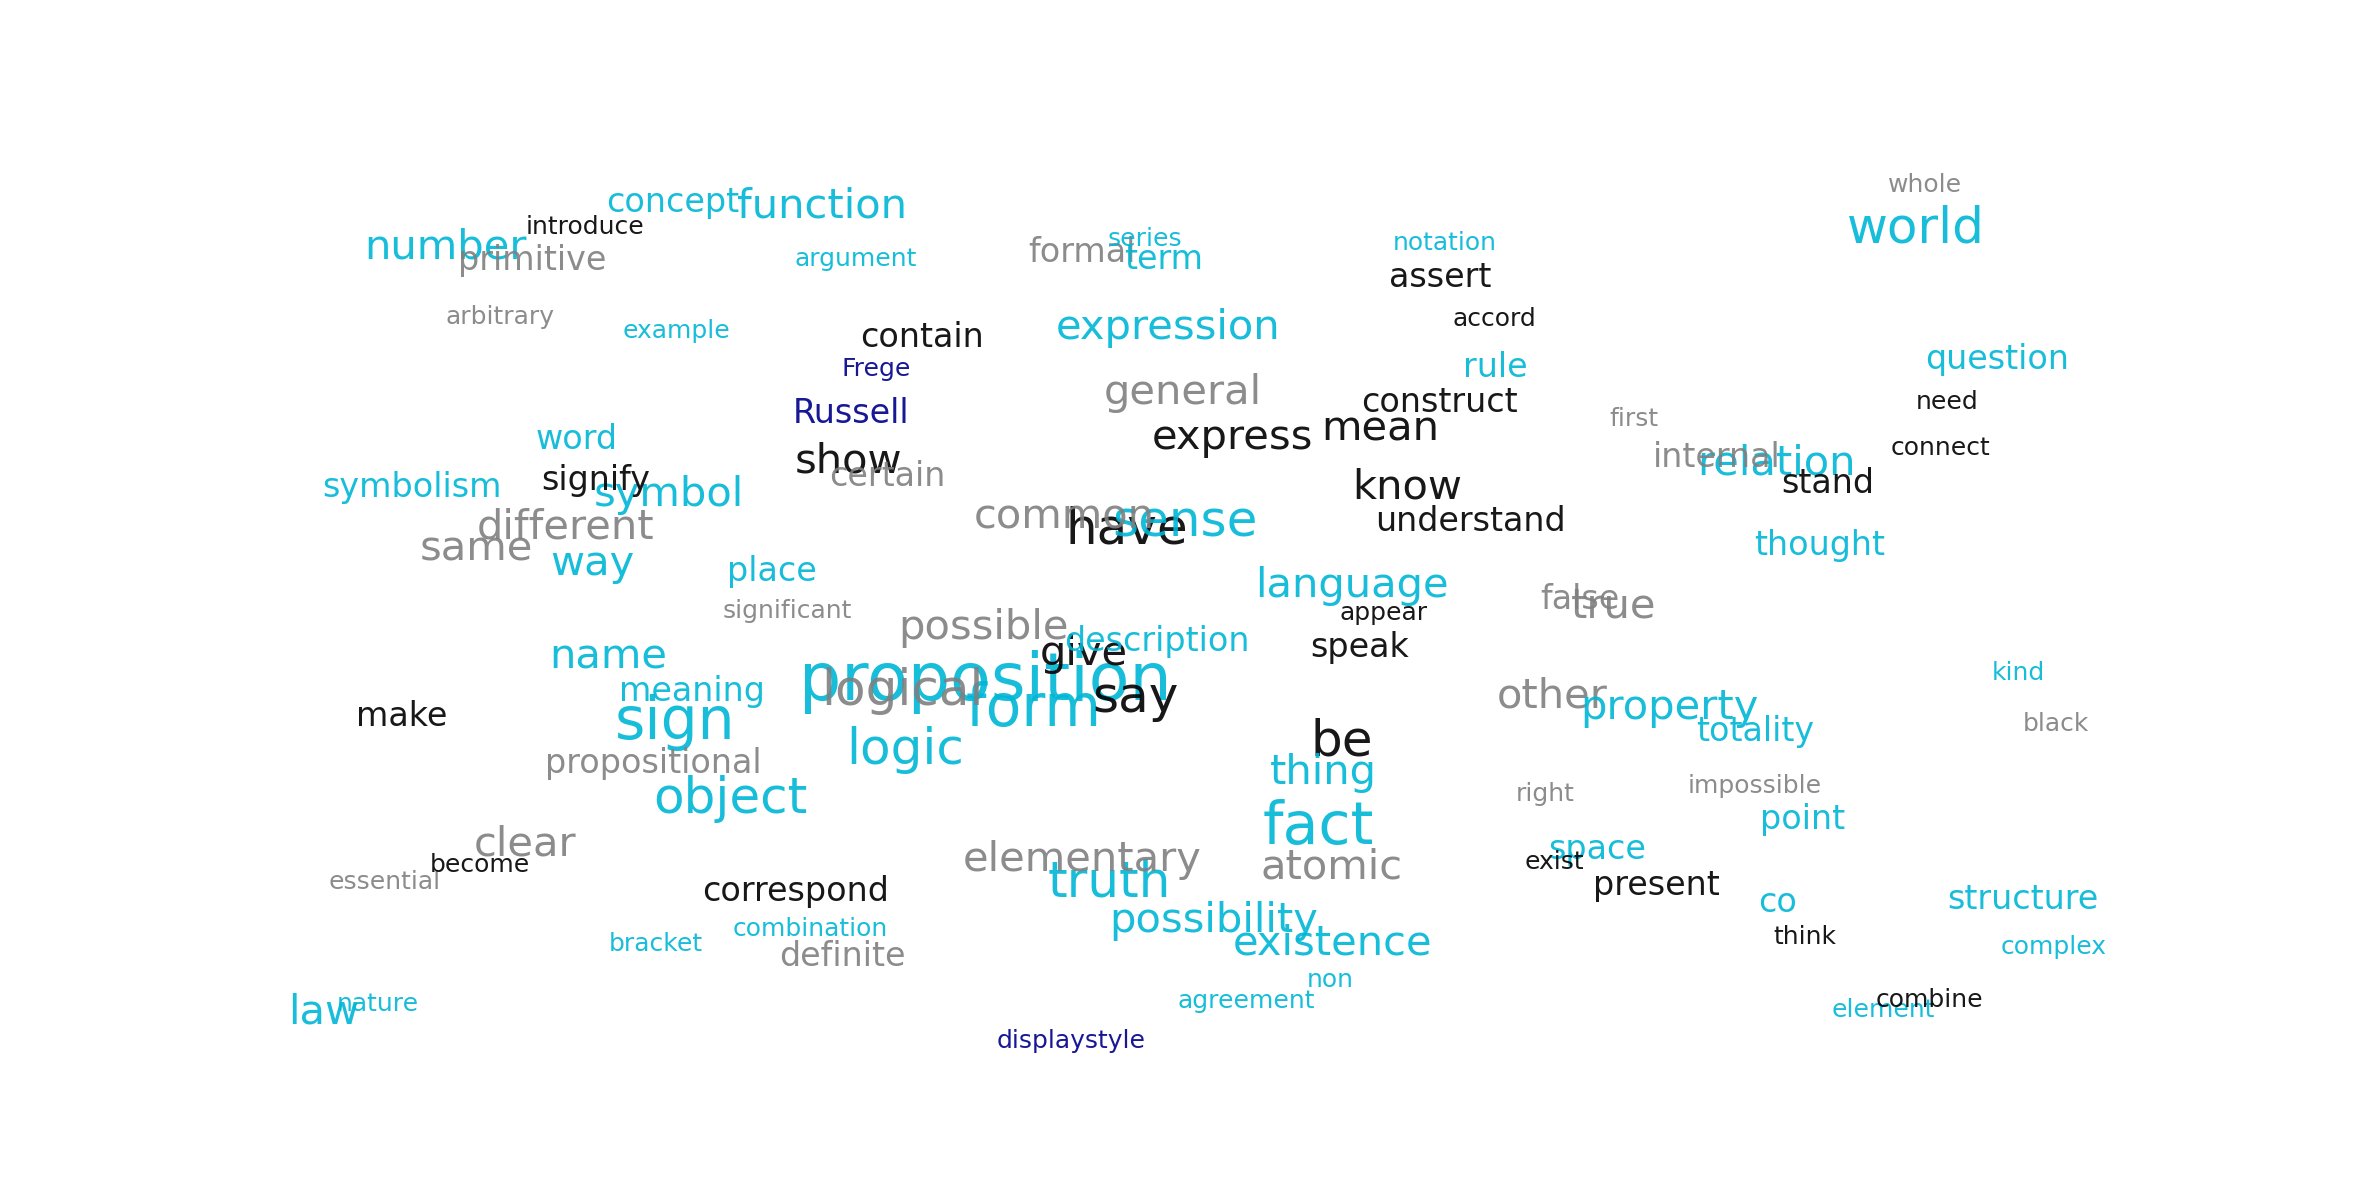 whole
concept
function
world
introduce
number
primitive
series
formal
term
notation
argument
assert
arbitrary
example
accord
contain
expression
question
Frege
rule
general
need
Russell
construct
first
word
express
mean
connect
show
certain
internal
relation
symbolism
signify
symbol
know
stand
different
common
have
sense
understand
same
way
place
thought
language
significant
appear
false
true
possible
name
give
description
speak
kind
proposition
meaning
logical
form
say
other
property
make
sign
totality
black
propositional
logic
be
thing
impossible
object
right
fact
point
clear
space
become
elementary
atomic
exist
essential
correspond
truth
present
co
structure
combination
possibility
bracket
definite
existence
think
complex
non
law
nature
agreement
element
combine
displaystyle